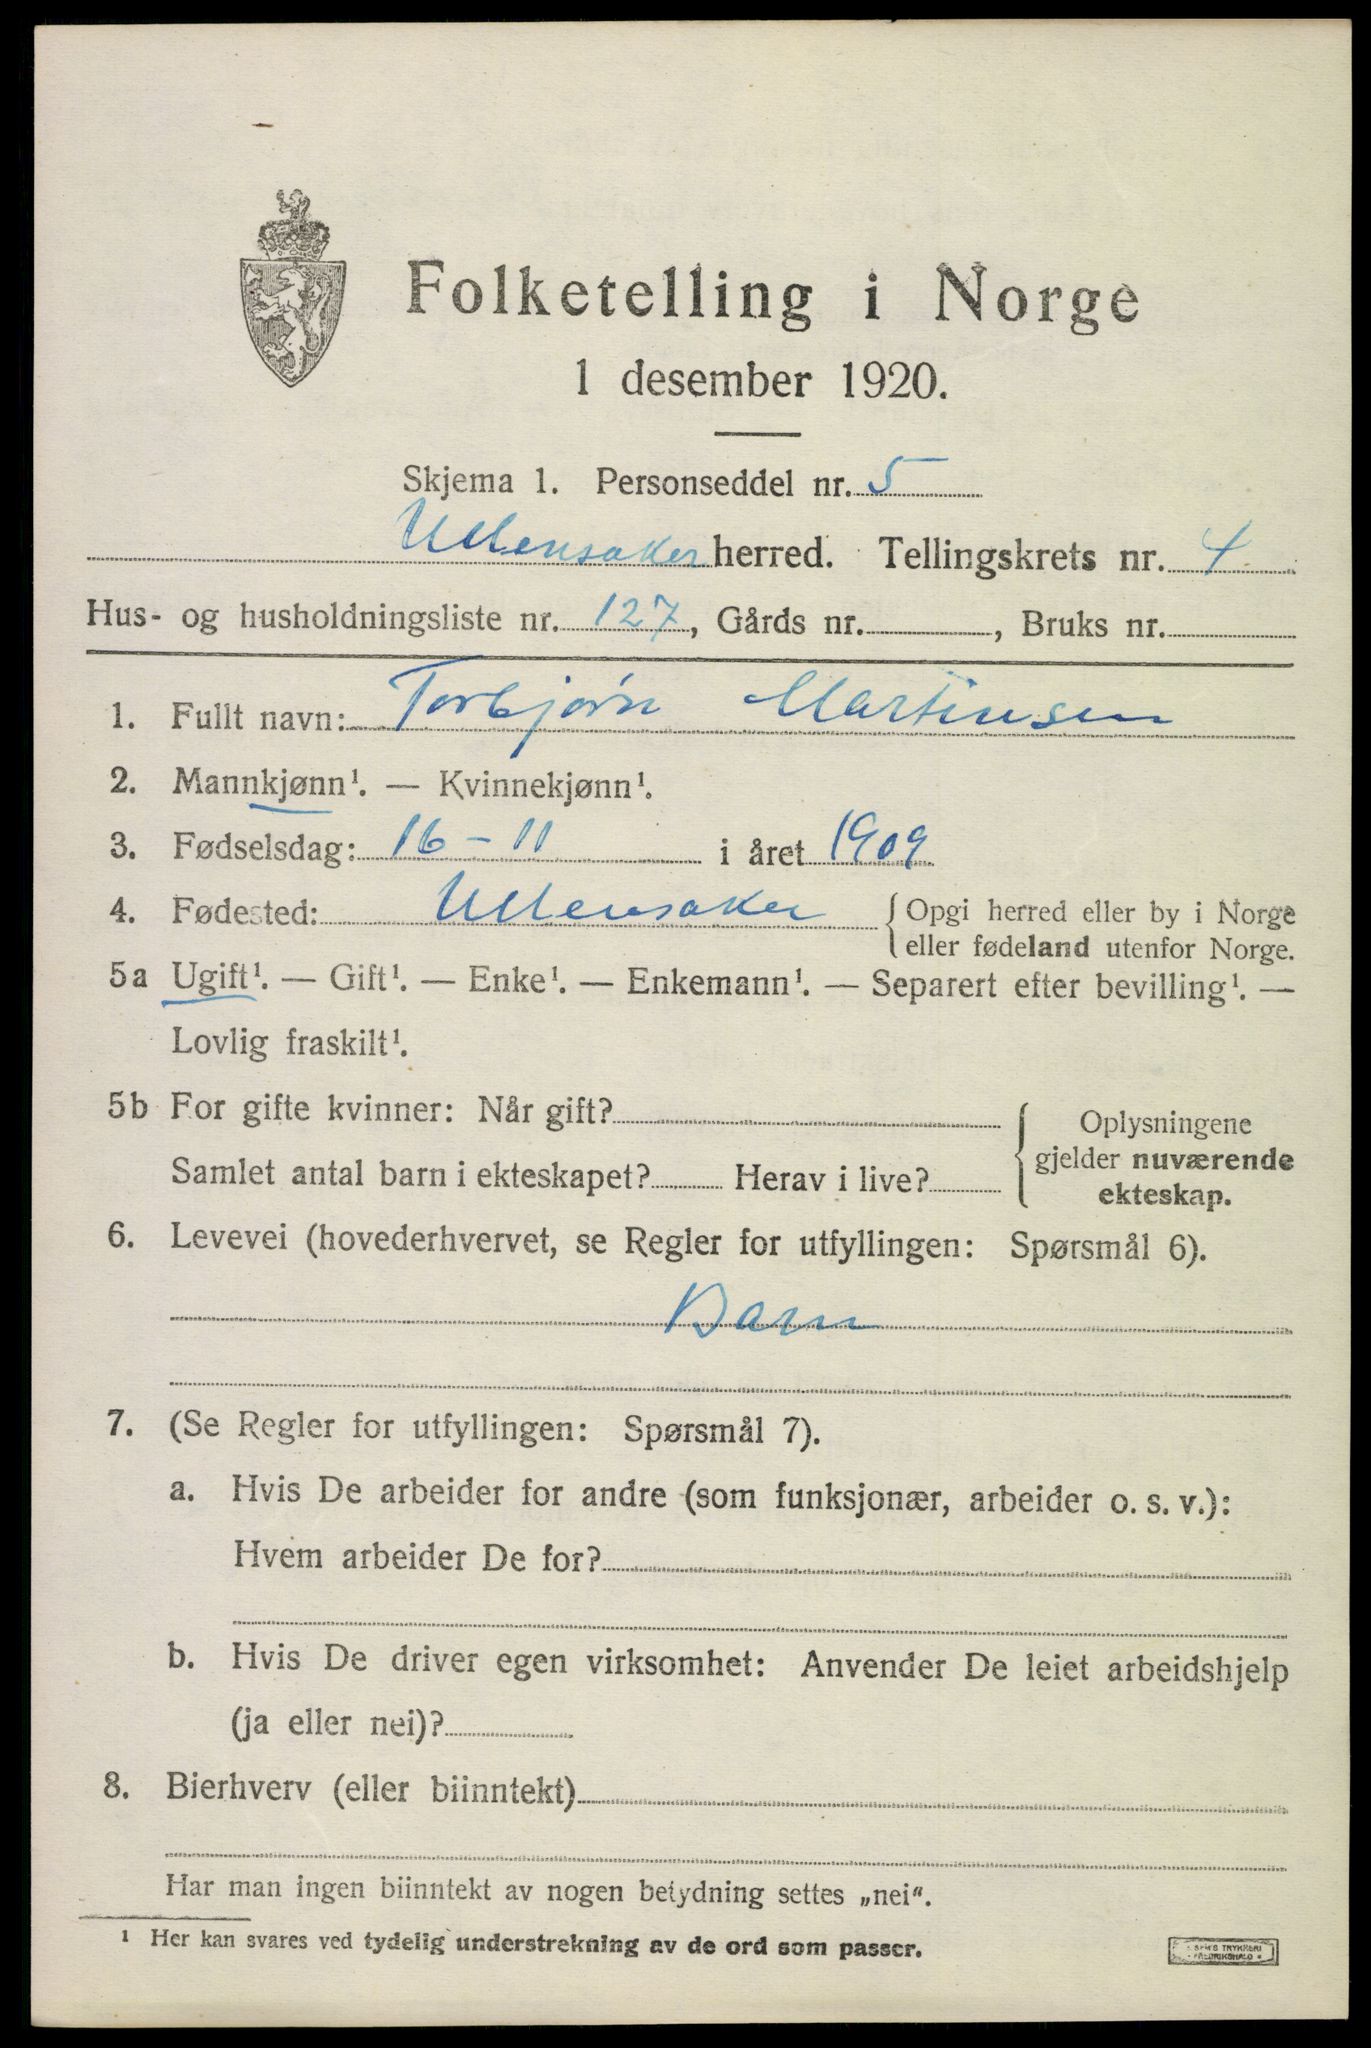 Folketelling i Norge
1 desember 1920.
Skjema 1. Personseddel nr. 5
Ullensaker herred. Tellingskrets nr. 4
Hus- og husholdningsliste nr. 127, Gårds nr. , Bruks nr.
1. Fullt navn: Torbjørn Martinsen
2. Mannkjønn¹. — Kvinnekjønn¹.
3. Fødselsdag: 16 - 11 i året 1909
4. Fødested: Ullensaker { Opgi herred eller by i Norge
eller fødeland utenfor Norge.
5a Ugift¹. — Gift¹. — Enke¹. — Enkemann¹. — Separert efter bevilling¹. —
Lovlig fraskilt¹.
5b For gifte kvinner: Når gift?
Samlet antal barn i ekteskapet? Herav i live?
{ Oplysningene
gjelder nuværende
ekteskap.
6. Levevei (hovederhvervet, se Regler for utfyllingen: Spørsmål 6).
Barn
7. (Se Regler for utfyllingen: Spørsmål 7).
a. Hvis De arbeider for andre (som funksjonær, arbeider o. s. v.):
Hvem arbeider De for?
b. Hvis De driver egen virksomhet: Anvender De leiet arbeidshjelp
(ja eller nei)?
8. Bierhverv (eller biinntekt)
Har man ingen biinntekt av nogen betydning settes „nei“.
¹ Her kan svares ved tydelig understrekning av de ord som passer.
TRYKKERI
FREDRIKSHALD